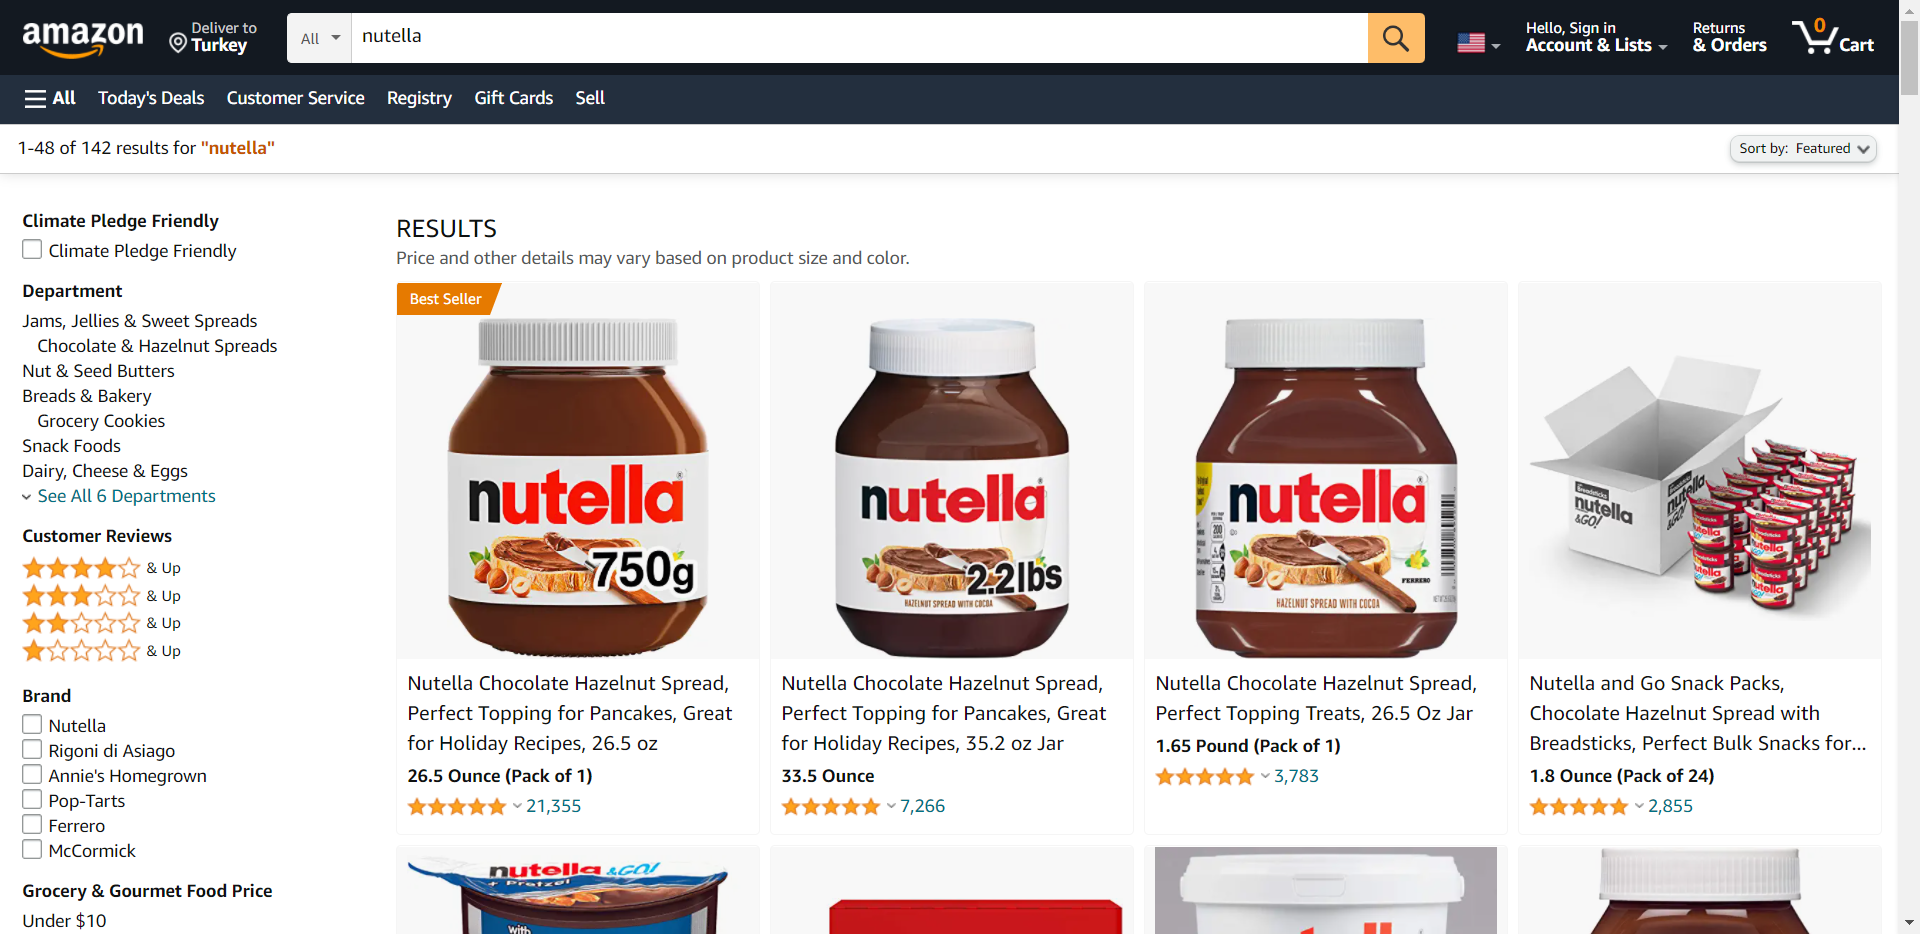 amazon
Deliver to
Turkey
All
nutella
Hello, Sign in
Account & Lists
Returns
& Orders
0
Cart
All
Today's Deals
Customer Service
Registry
Gift Cards
Sell
1-48 of 142 results for "nutella"
Sort by: Featured
Climate Pledge Friendly
Climate Pledge Friendly
Department
Jams, Jellies & Sweet Spreads
Chocolate & Hazelnut Spreads
Nut & Seed Butters
Breads & Bakery
Grocery Cookies
Snack Foods
Dairy, Cheese & Eggs
See All 6 Departments
Customer Reviews
& Up
& Up
& Up
& Up
Brand
Nutella
Rigoni di Asiago
Annie's Homegrown
Pop-Tarts
Ferrero
McCormick
Grocery & Gourmet Food Price
Under $10
RESULTS
Price and other details may vary based on product size and color.
Best Seller
nutella
750g
Nutella Chocolate Hazelnut Spread,
Perfect Topping for Pancakes, Great
for Holiday Recipes, 26.5 oz
26.5 Ounce (Pack of 1)
21,355
nutella
2.2lbs
HAZELNUT SPREAD WITH COCOA
Nutella Chocolate Hazelnut Spread,
Perfect Topping for Pancakes, Great
for Holiday Recipes, 35.2 oz Jar
33.5 Ounce
7,266
nutella
FERRERO
HAZELNUT SPREAD WITH COCOA
Nutella Chocolate Hazelnut Spread,
Perfect Topping Treats, 26.5 Oz Jar
1.65 Pound (Pack of 1)
3,783
Breadsticks
nutella
&GO!
nutella
Nutella and Go Snack Packs,
Chocolate Hazelnut Spread with
Breadsticks, Perfect Bulk Snacks for...
1.8 Ounce (Pack of 24)
2,855
nutella &GO!
+ Pretzel
with